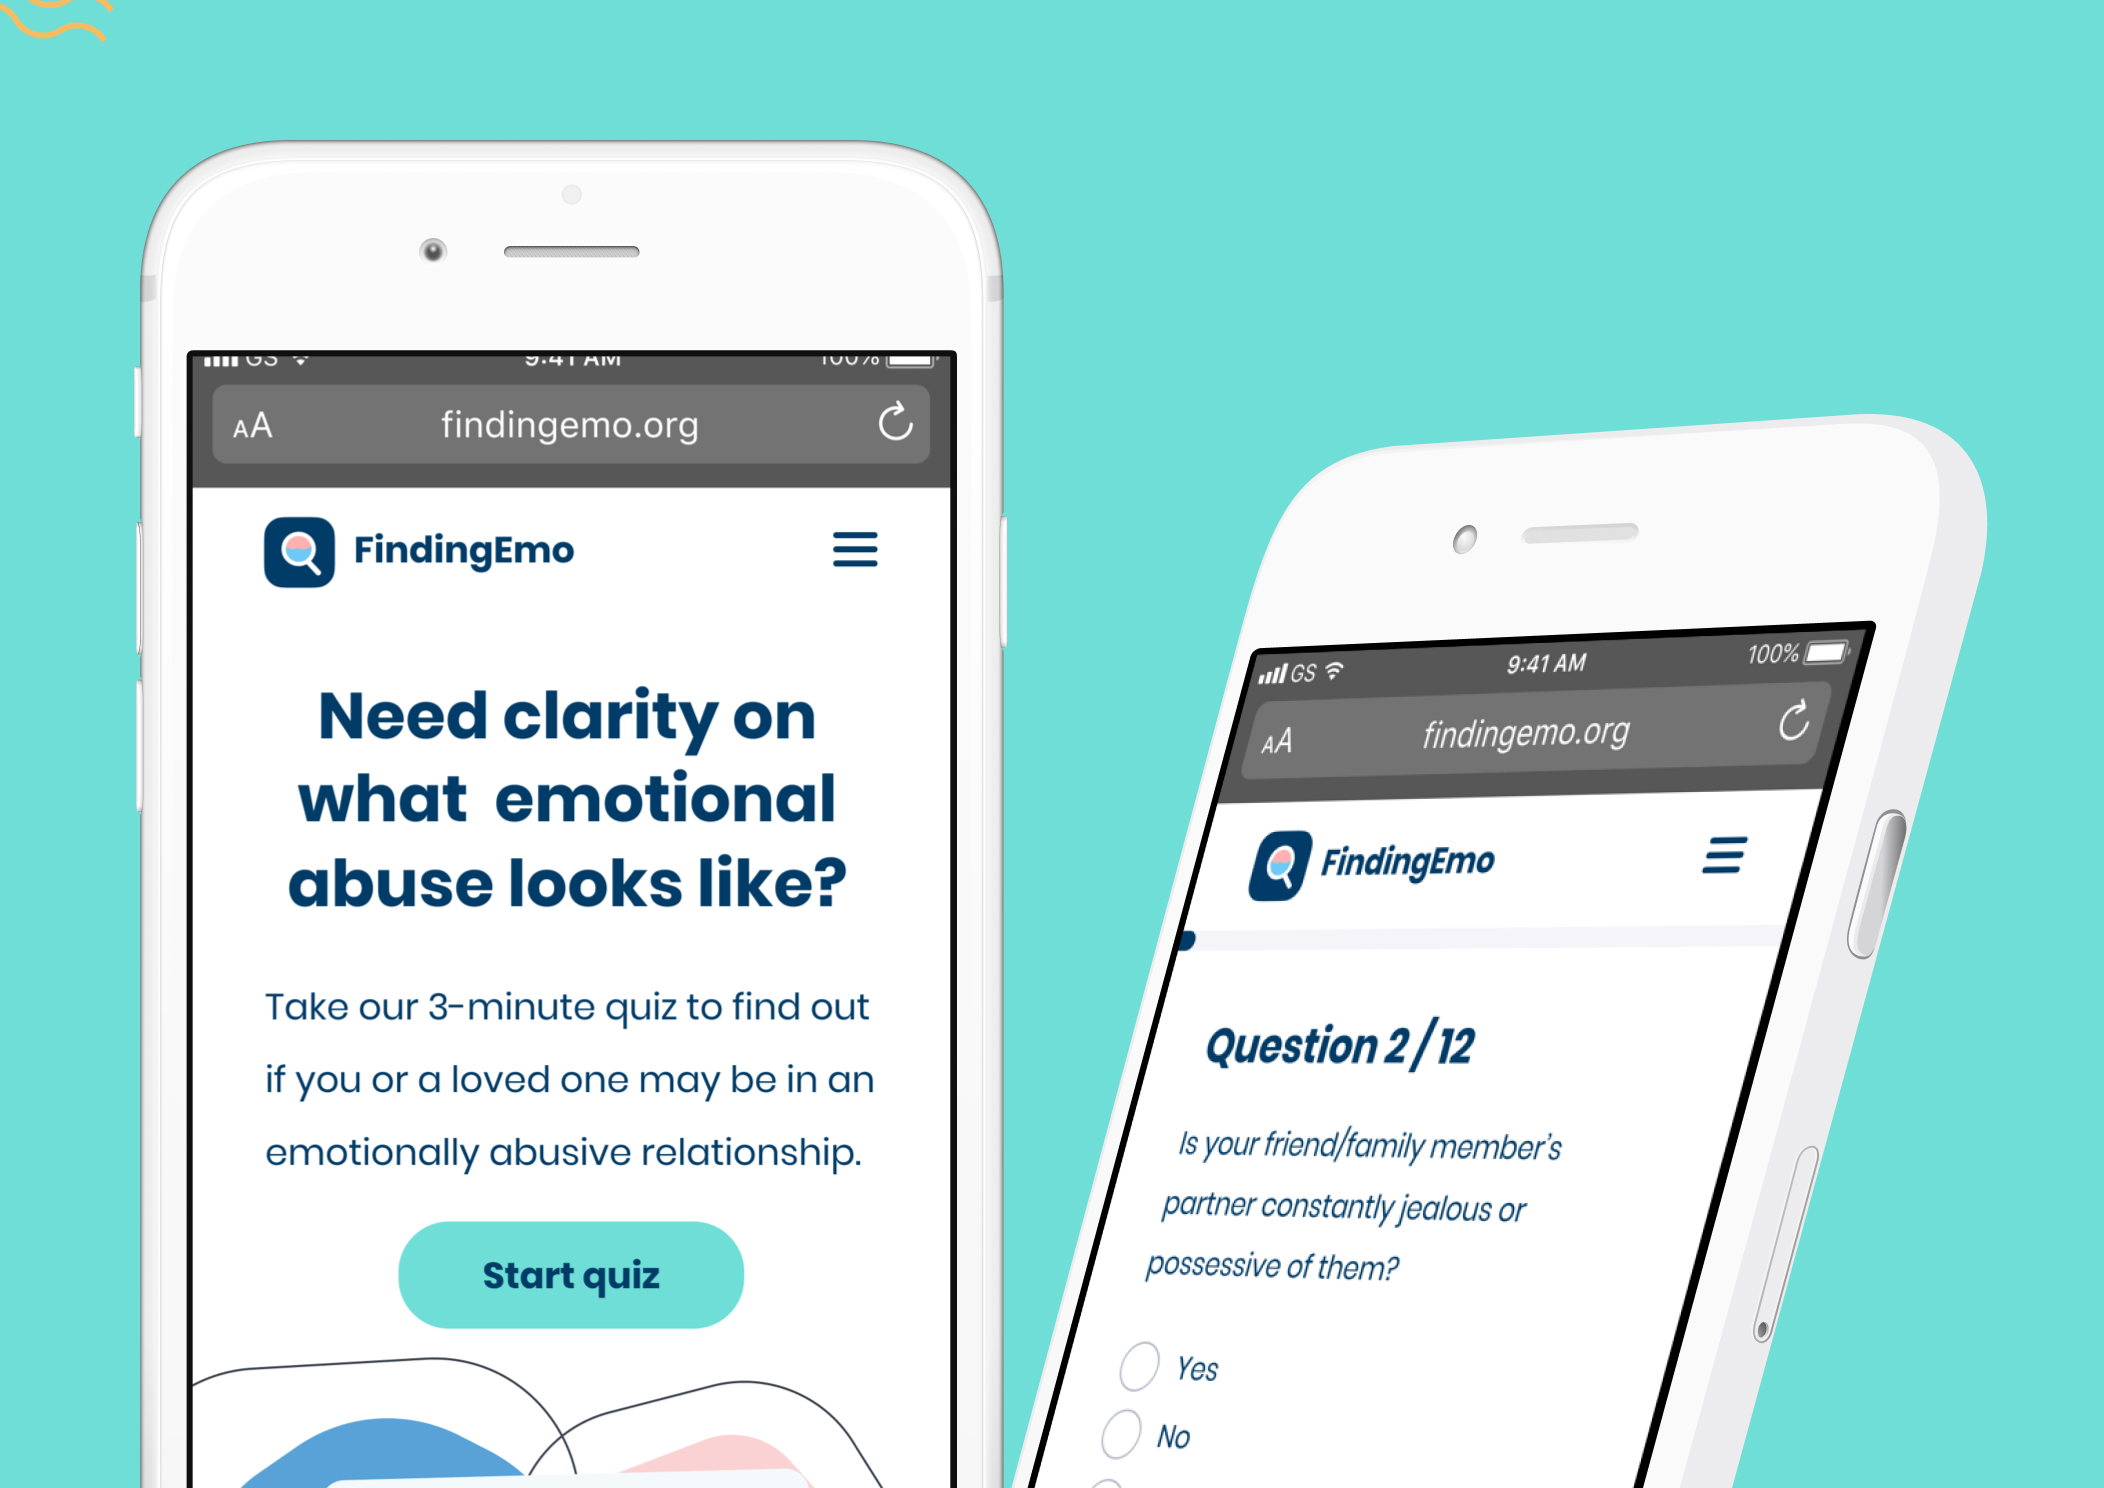 GS 9:41 AM 100%
AA findingemo.org
FindingEmo
Need clarity on
what emotional
abuse looks like?
Take our 3-minute quiz to find out
if you or a loved one may be in an
emotionally abusive relationship.
Start quiz
GS 9:41 AM 100%
AA findingemo.org
FindingEmo
Question 2/12
Is your friend/family member's
partner constantly jealous or
possessive of them?
Yes
No